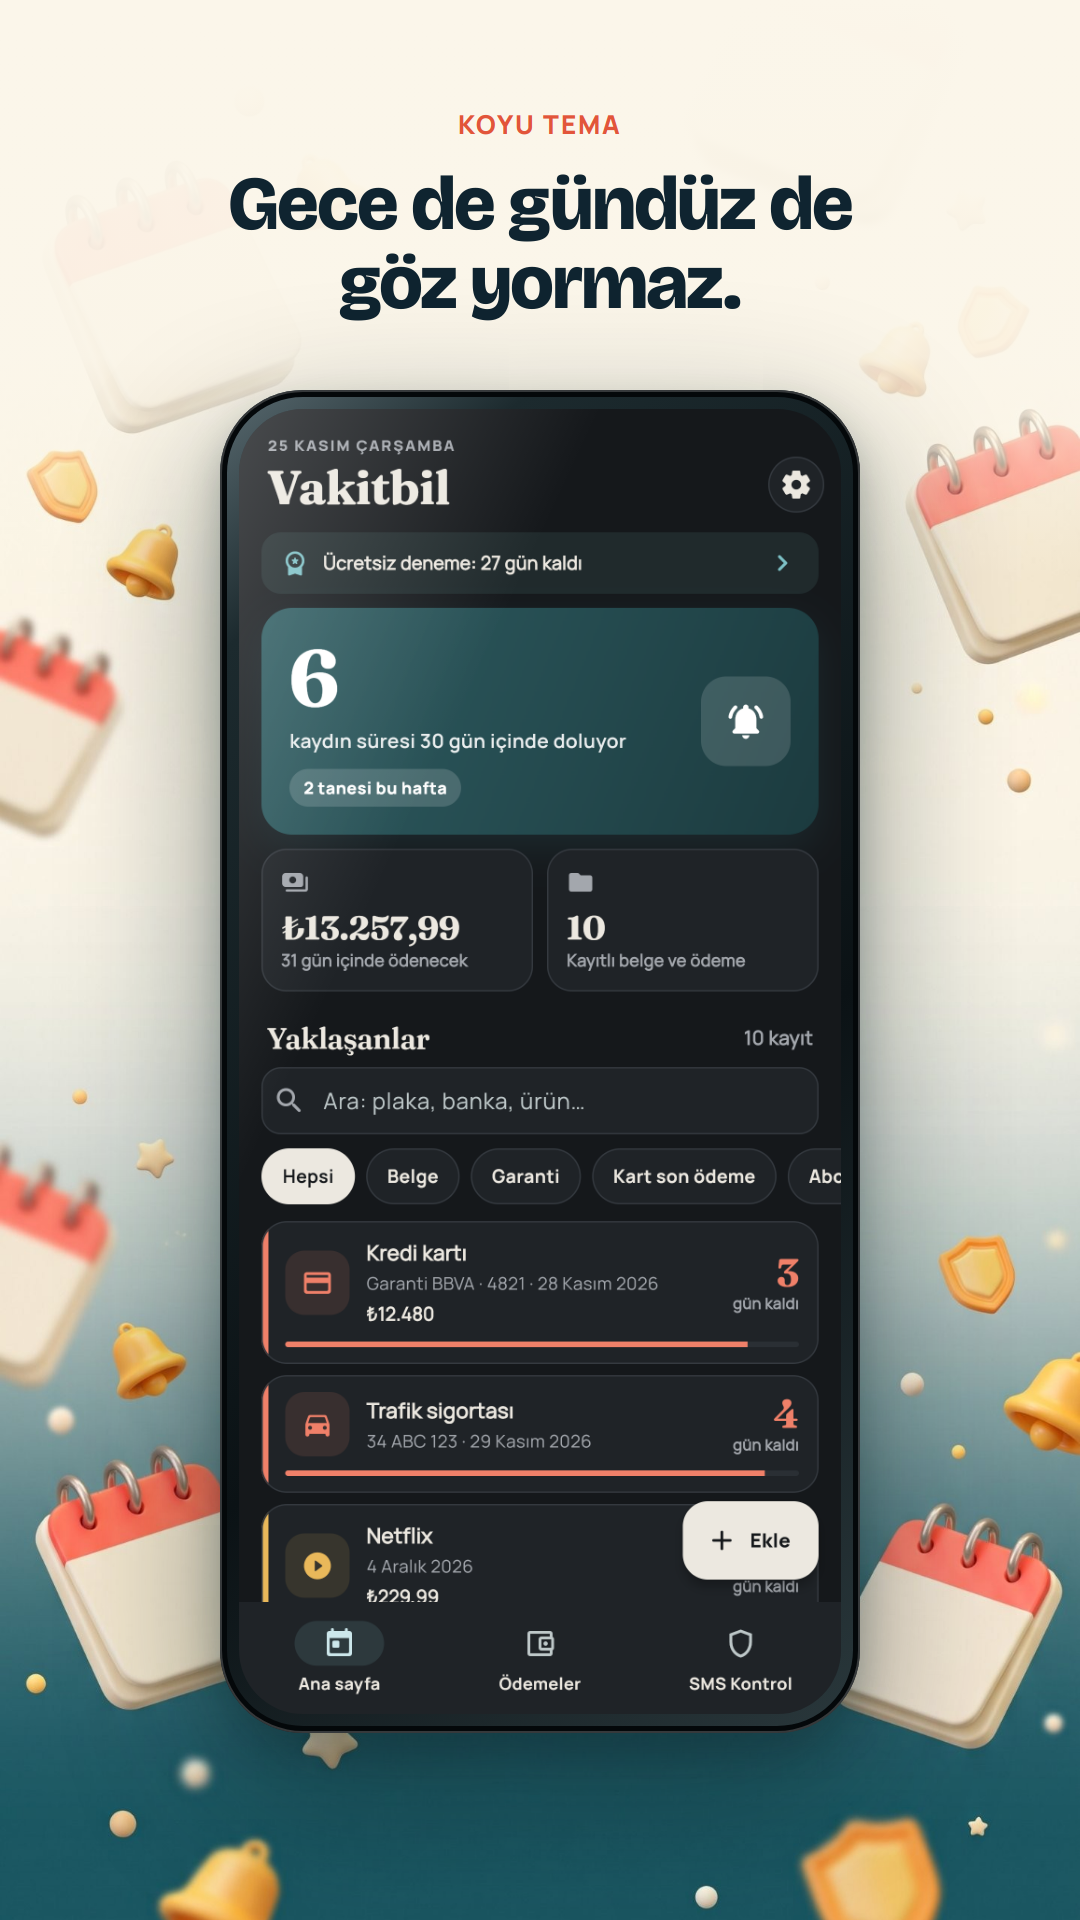 KOYU TEMA
Gece de gündüz de
göz yormaz.
25 KASIM ÇARŞAMBA
Vakitbil
Ücretsiz deneme: 27 gün kaldı
6
kaydın süresi 30 gün içinde doluyor
2 tanesi bu hafta
₺13.257,99
31 gün içinde ödenecek
10
Kayıtlı belge ve ödeme
Yaklaşanlar
10 kayıt
Ara: plaka, banka, ürün...
Hepsi
Belge
Garanti
Kart son ödeme
Abo
Kredi kartı
Garanti BBVA · 4821 · 28 Kasım 2026
₺12.480
3
gün kaldı
Trafik sigortası
34 ABC 123 · 29 Kasım 2026
4
gün kaldı
Netflix
4 Aralık 2026
₺229,99
gün kaldı
+ Ekle
Ana sayfa
Ödemeler
SMS Kontrol